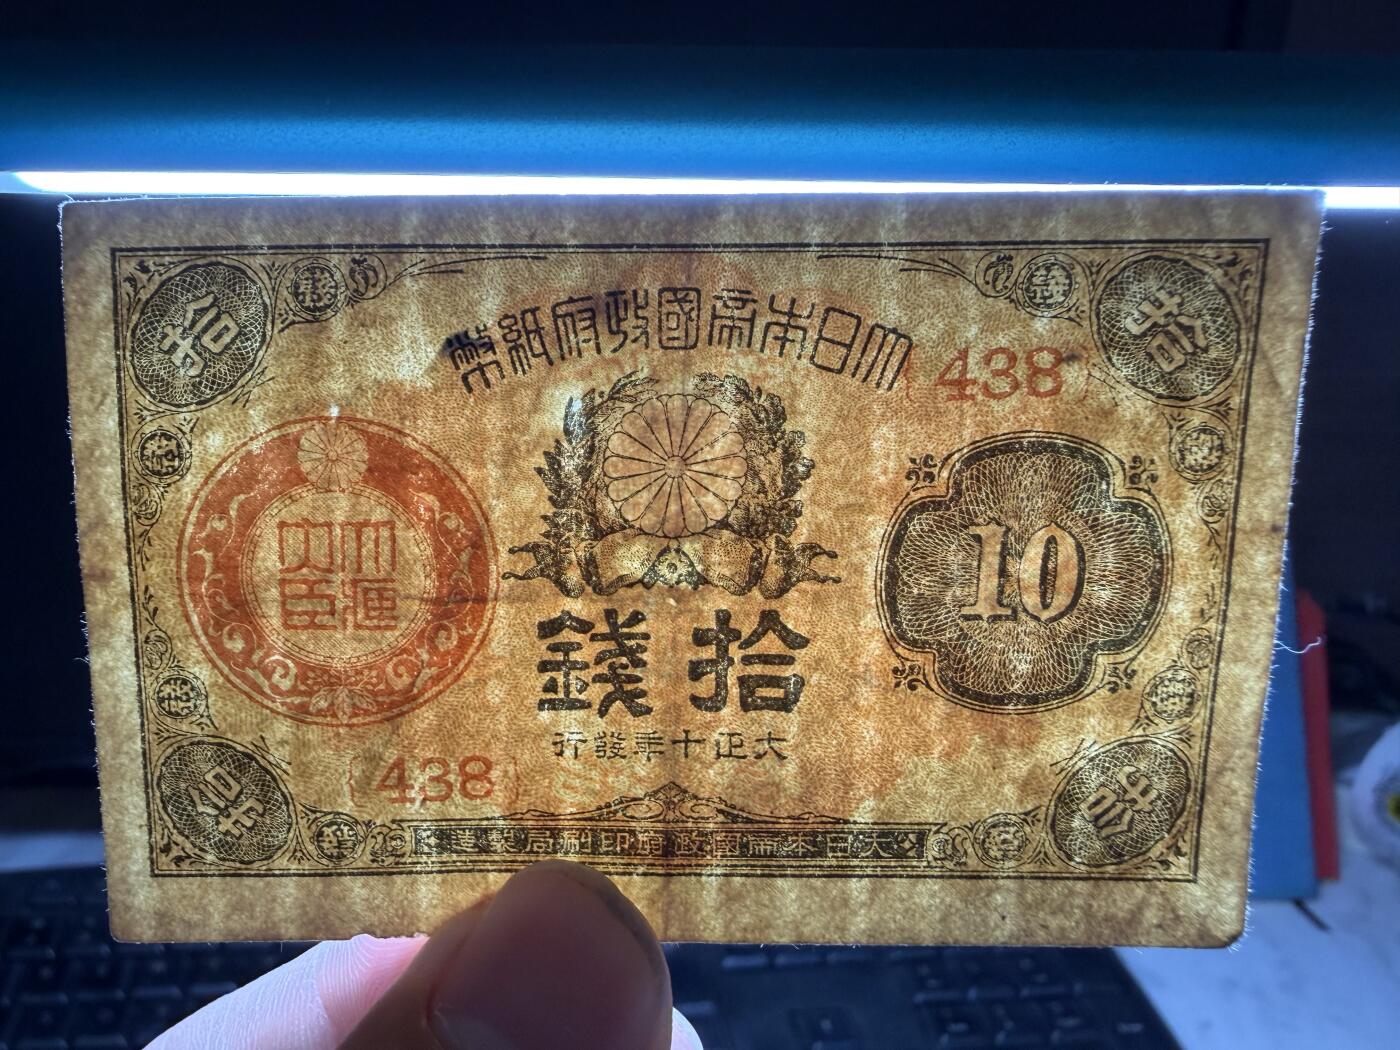 大日本帝國政府紙幣
{438}
拾
拾
10
大藏
大臣
拾錢
大正十年發行
{438}
拾
拾
大日本帝國政府印刷局製造